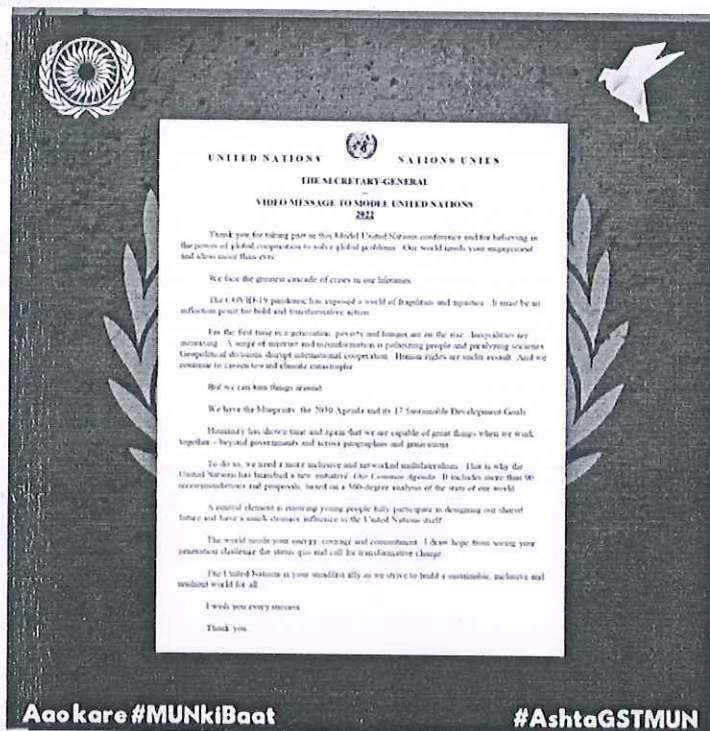 UNITED NATIONS NATIONS UNIES
THE SECRETARY-GENERAL
--
VIDEO MESSAGE TO MODEL UNITED NATIONS
2022
Thank you for taking part in this Model United Nations conference and for believing in
the power of global cooperation to solve global problems. Our world needs your engagement
and ideas more than ever.
We face the greatest cascade of crises in our lifetimes.
The COVID-19 pandemic has exposed a world of fragilities and injustice. It must be an
inflection point for bold and transformative action.
For the first time in a generation, poverty and hunger are on the rise. Inequalities are
increasing. A surge of mistrust and misinformation is polarizing people and paralyzing societies.
Geopolitical divisions disrupt international cooperation. Human rights are under assault. And we
continue to careen toward climate catastrophe.
But we can turn things around.
We have the blueprints: the 2030 Agenda and its 17 Sustainable Development Goals.
Humanity has shown time and again that we are capable of great things when we work
together – beyond governments and across geographies and generations.
To do so, we need a more inclusive and networked multilateralism. That is why the
United Nations has launched a new initiative: Our Common Agenda. It includes more than 90
recommendations and proposals, based on a 360-degree analysis of the state of our world.
A central element is ensuring young people fully participate in designing our shared
future and have a much stronger influence in the United Nations itself.
The world needs your energy, courage and commitment. I draw hope from seeing your
generation challenge the status quo and call for transformative change.
The United Nations is your steadfast ally as we strive to build a sustainable, inclusive and
resilient world for all.
I wish you every success.
Thank you.
Aao kare #MUNkiBaat #AshtaGSTMUN